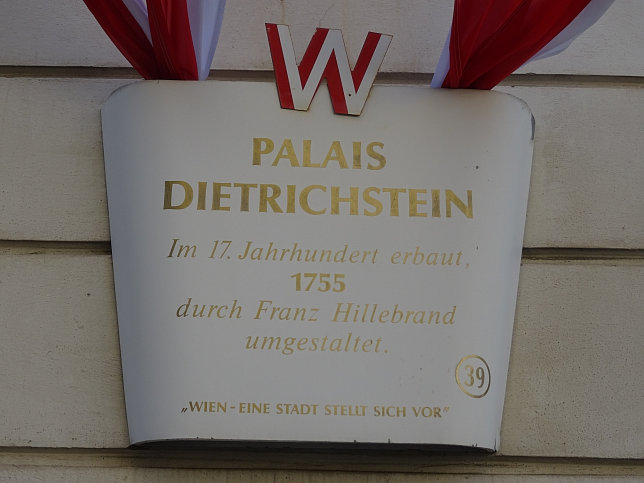 W
PALAIS
DIETRICHSTEIN
Im 17. Jahrhundert erbaut,
1755
durch Franz Hillebrand
umgestaltet.
39
„WIEN - EINE STADT STELLT SICH VOR"